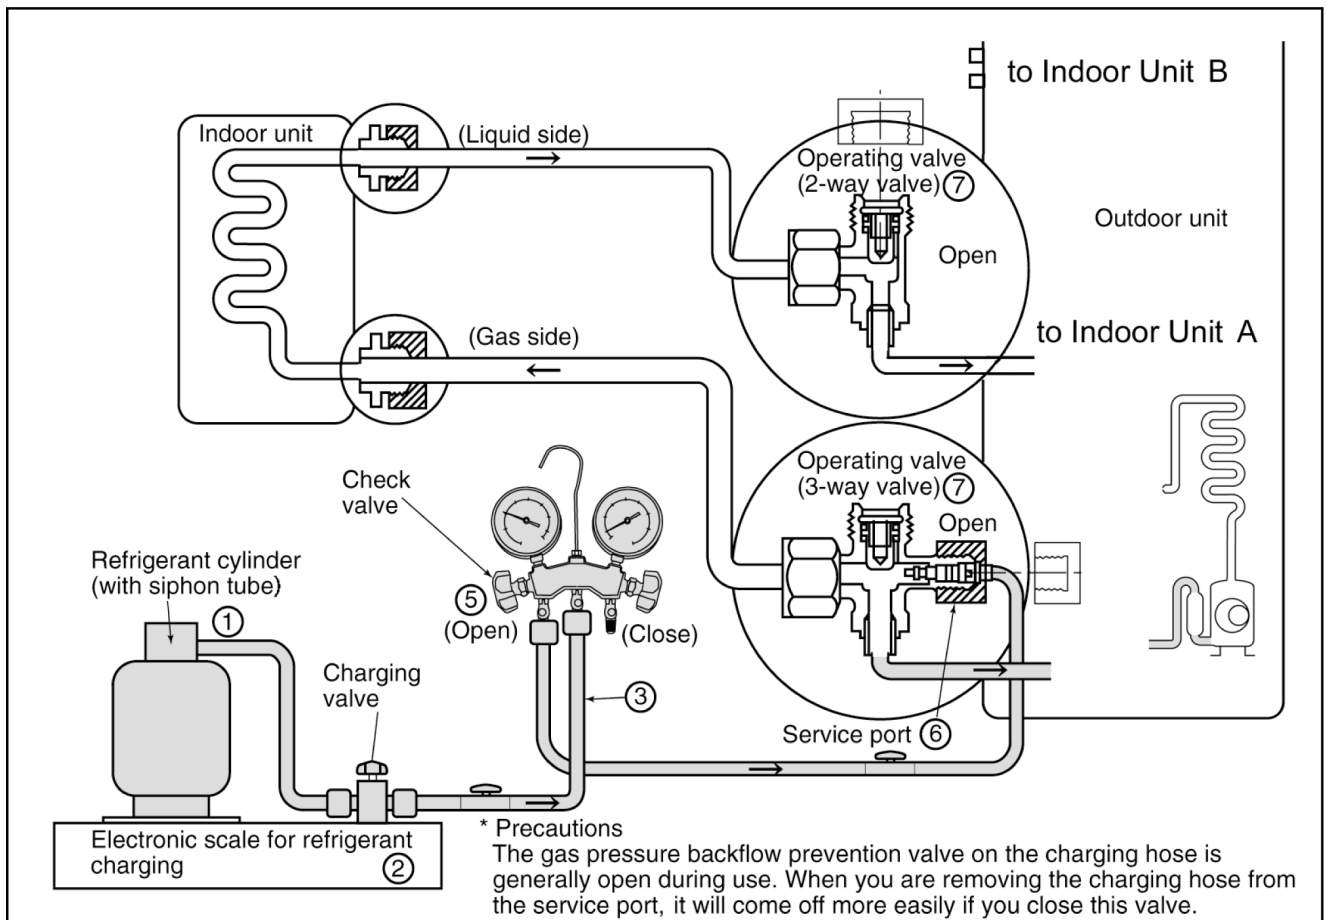 to Indoor Unit B
Indoor unit
(Liquid side)
Operating valve
(2-way valve) ⑦
Outdoor unit
Open
to Indoor Unit A
(Gas side)
Operating valve
(3-way valve) ⑦
Open
Check
valve
Refrigerant cylinder
(with siphon tube)
⑤
(Open)
(Close)
①
Charging
valve
③
Service port ⑥
Electronic scale for refrigerant
charging
②
* Precautions
The gas pressure backflow prevention valve on the charging hose is
generally open during use. When you are removing the charging hose from
the service port, it will come off more easily if you close this valve.